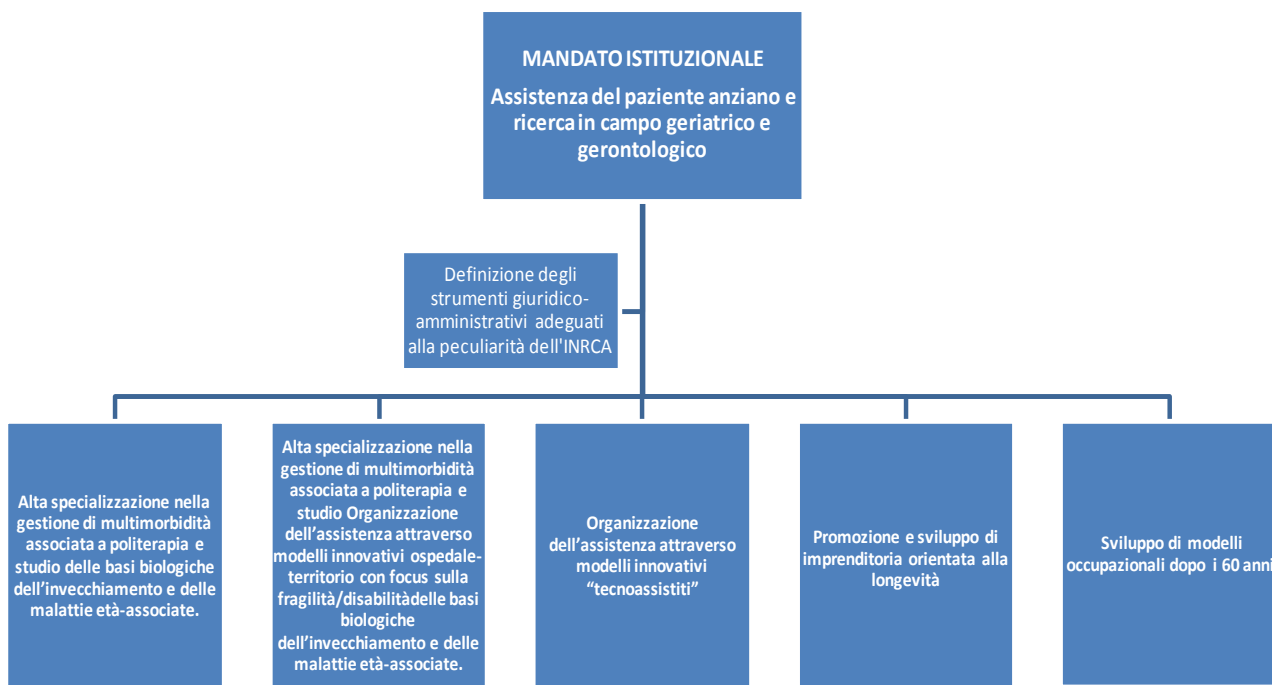 MANDATO ISTITUZIONALE
Assistenza del paziente anziano e
ricerca in campo geriatrico e
gerontologico
Definizione degli
strumenti giuridico-
amministrativi adeguati
alla peculiarità dell'INRCA
Alta specializzazione nella
gestione di multimorbidità
associata a politerapia e
studio delle basi biologiche
dell’invecchiamento e delle
malattie età-associate.
Alta specializzazione nella
gestione di multimorbidità
associata a politerapia e
studio Organizzazione
dell’assistenza attraverso
modelli innovativi ospedale-
territorio con focus sulla
fragilità/disabilitàdelle basi
biologiche
dell’invecchiamento e delle
malattie età-associate.
Organizzazione
dell’assistenza attraverso
modelli innovativi
“tecnoassistiti”
Promozione e sviluppo di
imprenditoria orientata alla
longevità
Sviluppo di modelli
occupazionali dopo i 60 anni